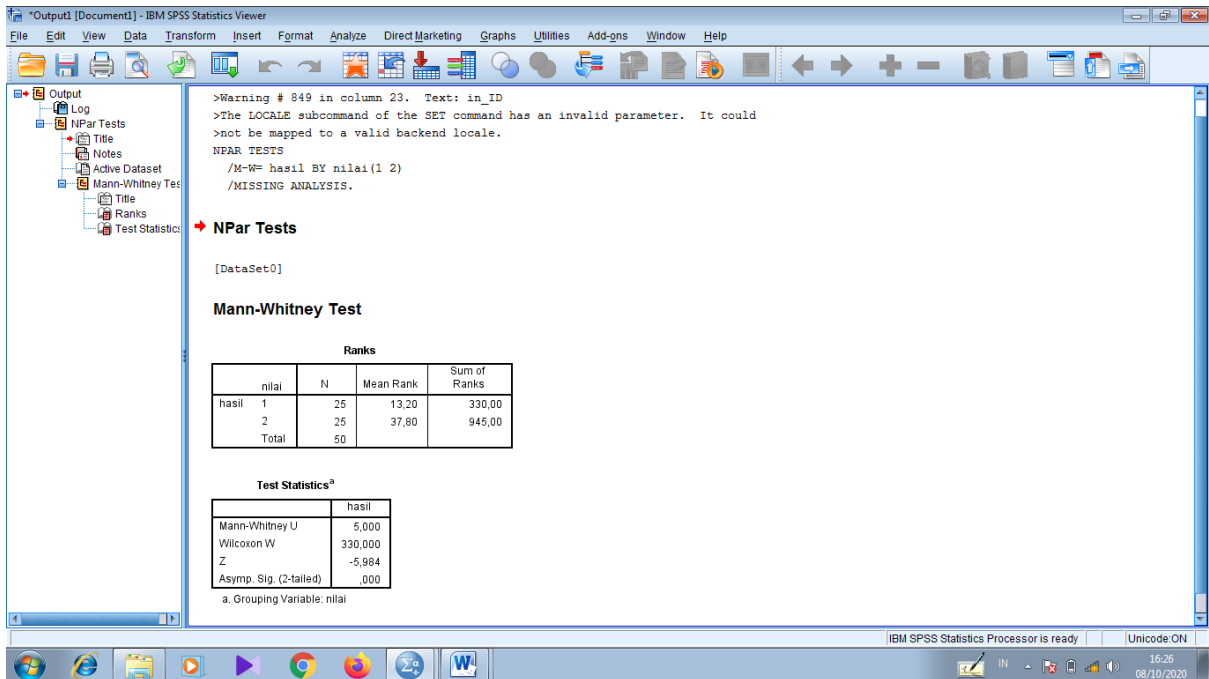 *Output1 [Document1] - IBM SPSS Statistics Viewer
File Edit View Data Transform Insert Format Analyze Direct Marketing Graphs Utilities Add-ons Window Help
Output
Log
NPar Tests
Title
Notes
Active Dataset
Mann-Whitney Tes
Title
Ranks
Test Statistics
>Warning # 849 in column 23. Text: in_ID
>The LOCALE subcommand of the SET command has an invalid parameter. It could
>not be mapped to a valid backend locale.
NPAR TESTS
/M-W= hasil BY nilai(1 2)
/MISSING ANALYSIS.
NPar Tests
[DataSet0]
Mann-Whitney Test
Ranks
nilai N Mean Rank Sum of Ranks
hasil 1 25 13,20 330,00
2 25 37,80 945,00
Total 50
Test Statisticsa
hasil
Mann-Whitney U 5,000
Wilcoxon W 330,000
Z -5,984
Asymp. Sig. (2-tailed) ,000
a. Grouping Variable: nilai
IBM SPSS Statistics Processor is ready Unicode:ON
IN 16:26
08/10/2020